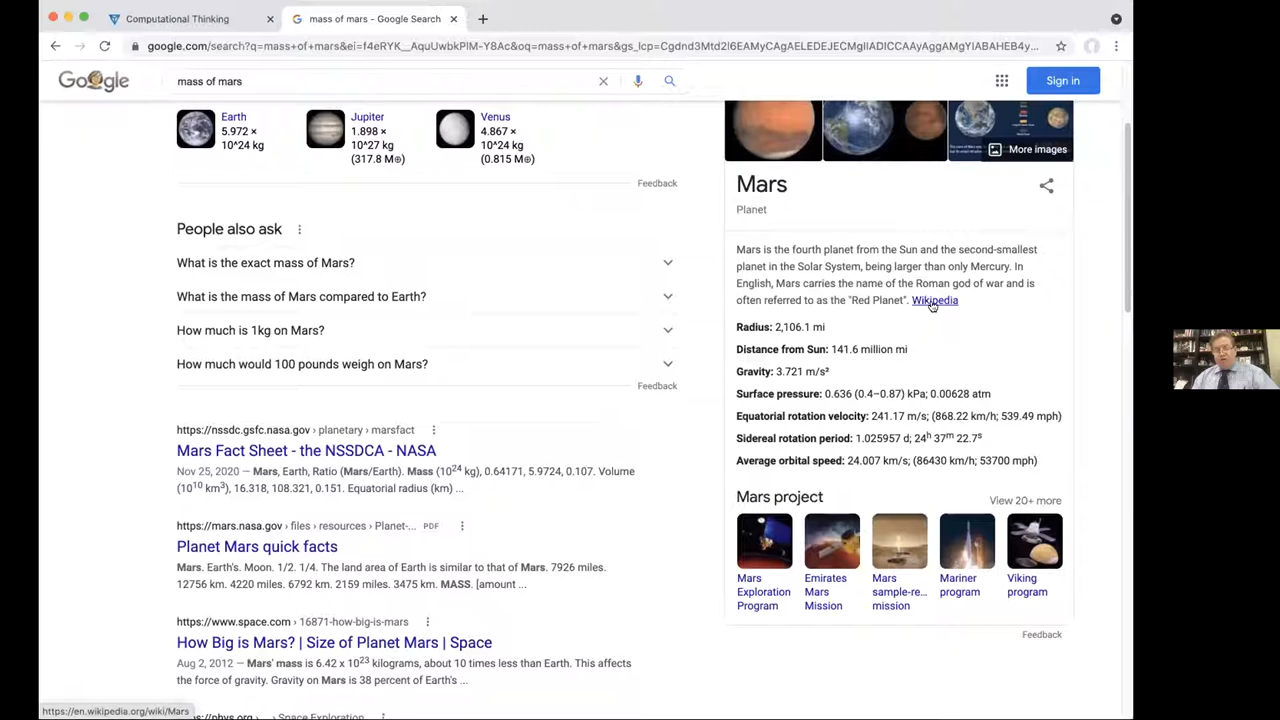 Computational Thinking
mass of mars - Google Search
google.com/search?q=mass+of+mars&ei=f4eRYK__AquUwbkPlM-Y8Ac&oq=mass+of+mars&gs_lcp=Cgdnd3Mtd2l6EAMyCAgAELEDEJECMgIIADICCAAyAggAMgYIABAHEB4y...
Google
mass of mars
Sign in
Earth
5.972 ×
10^24 kg
Jupiter
1.898 ×
10^27 kg
(317.8 M⊕)
Venus
4.867 ×
10^24 kg
(0.815 M⊕)
Feedback
People also ask
What is the exact mass of Mars?
What is the mass of Mars compared to Earth?
How much is 1kg on Mars?
How much would 100 pounds weigh on Mars?
Feedback
https://nssdc.gsfc.nasa.gov › planetary › marsfact
Mars Fact Sheet - the NSSDCA - NASA
Nov 25, 2020 — Mars, Earth, Ratio (Mars/Earth). Mass (10²⁴ kg), 0.64171, 5.9724, 0.107. Volume
(10¹⁰ km³), 16.318, 108.321, 0.151. Equatorial radius (km) ...
https://mars.nasa.gov › files › resources › Planet-... PDF
Planet Mars quick facts
Mars. Earth's. Moon. 1/2. 1/4. The land area of Earth is similar to that of Mars. 7926 miles.
12756 km. 4220 miles. 6792 km. 2159 miles. 3475 km. MASS. [amount ...
https://www.space.com › 16871-how-big-is-mars
How Big is Mars? | Size of Planet Mars | Space
Aug 2, 2012 — Mars' mass is 6.42 x 10²³ kilograms, about 10 times less than Earth. This affects
the force of gravity. Gravity on Mars is 38 percent of Earth's ...
https://phys.org › Space Exploration
https://en.wikipedia.org/wiki/Mars
More images
Mars
Planet
Mars is the fourth planet from the Sun and the second-smallest
planet in the Solar System, being larger than only Mercury. In
English, Mars carries the name of the Roman god of war and is
often referred to as the "Red Planet". Wikipedia
Radius: 2,106.1 mi
Distance from Sun: 141.6 million mi
Gravity: 3.721 m/s²
Surface pressure: 0.636 (0.4–0.87) kPa; 0.00628 atm
Equatorial rotation velocity: 241.17 m/s; (868.22 km/h; 539.49 mph)
Sidereal rotation period: 1.025957 d; 24ʰ 37ᵐ 22.7ˢ
Average orbital speed: 24.007 km/s; (86430 km/h; 53700 mph)
Mars project
View 20+ more
Mars
Exploration
Program
Emirates
Mars
Mission
Mars
sample-re...
mission
Mariner
program
Viking
program
Feedback